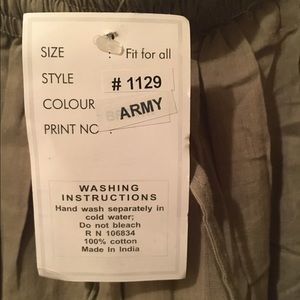 SIZE : Fit for all
STYLE # 1129
COLOUR ARMY
PRINT NO
WASHING
INSTRUCTIONS
Hand wash separately in
cold water;
Do not bleach
R N 106834
100% cotton
Made In India